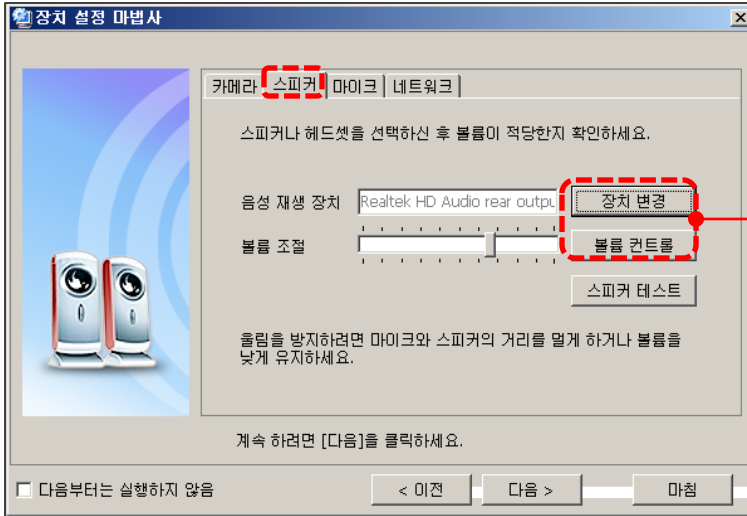 장치 설정 마법사
카메라 스피커 마이크 네트워크
스피커나 헤드셋을 선택하신 후 볼륨이 적당한지 확인하세요.
음성 재생 장치 Realtek HD Audio rear outpu 장치 변경
볼륨 조절 볼륨 컨트롤
스피커 테스트
울림을 방지하려면 마이크와 스피커의 거리를 멀게 하거나 볼륨을
낮게 유지하세요.
계속 하려면 [다음]을 클릭하세요.
다음부터는 실행하지 않음 < 이전 다음 > 마침